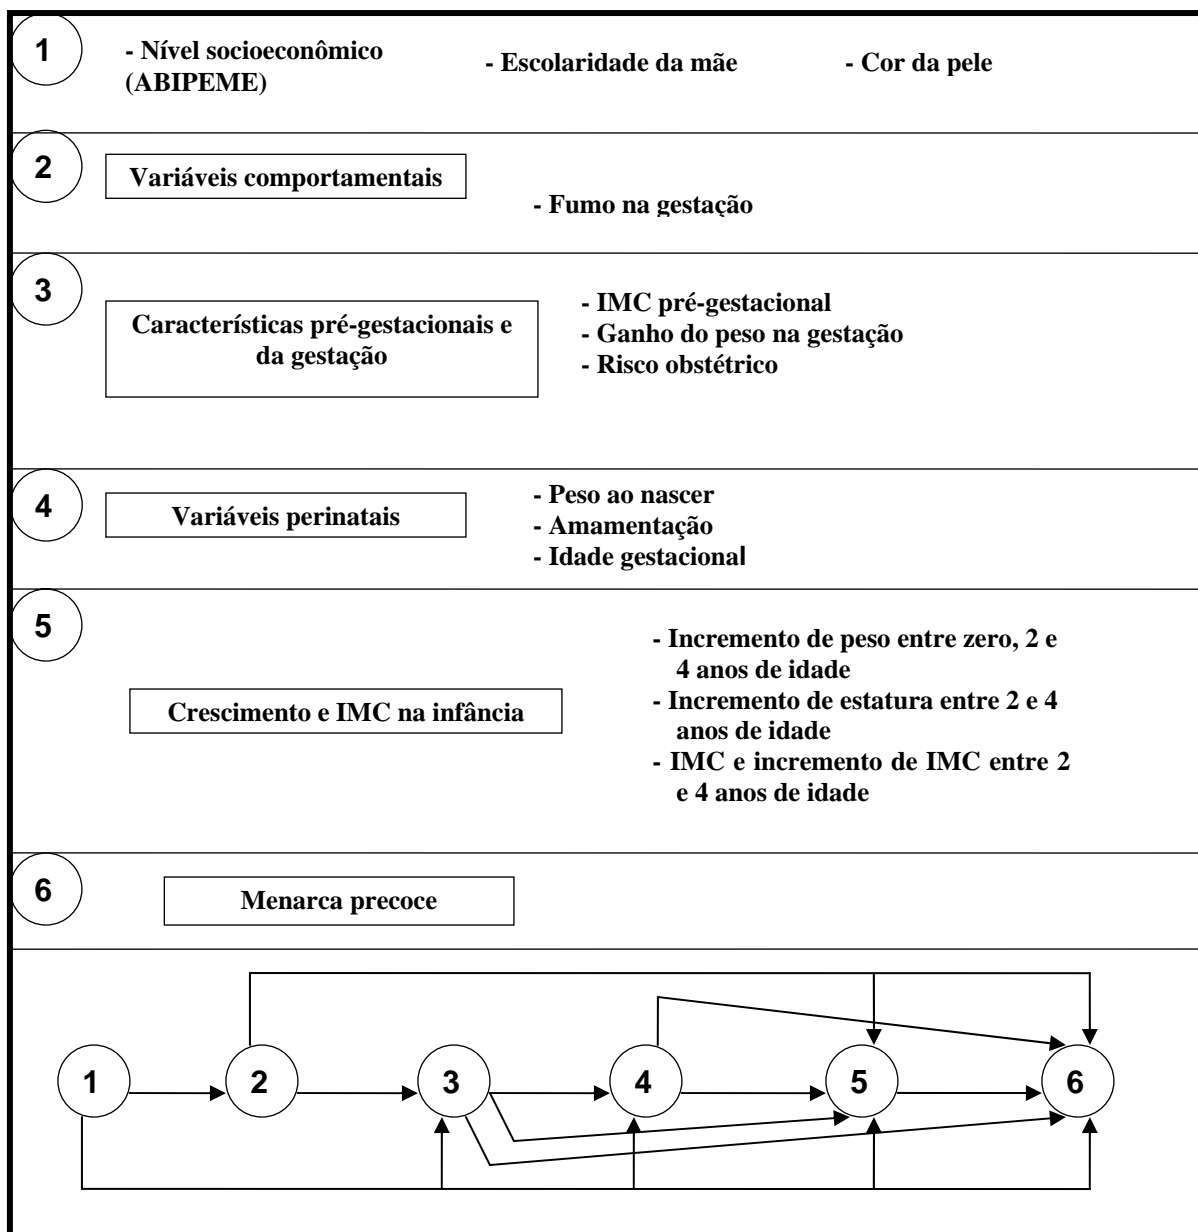 1
- Nível socioeconômico
(ABIPEME)
- Escolaridade da mãe
- Cor da pele
2
Variáveis comportamentais
- Fumo na gestação
3
Características pré-gestacionais e
da gestação
- IMC pré-gestacional
- Ganho do peso na gestação
- Risco obstétrico
4
Variáveis perinatais
- Peso ao nascer
- Amamentação
- Idade gestacional
5
Crescimento e IMC na infância
- Incremento de peso entre zero, 2 e
4 anos de idade
- Incremento de estatura entre 2 e 4
anos de idade
- IMC e incremento de IMC entre 2
e 4 anos de idade
6
Menarca precoce
1 2 3 4 5 6